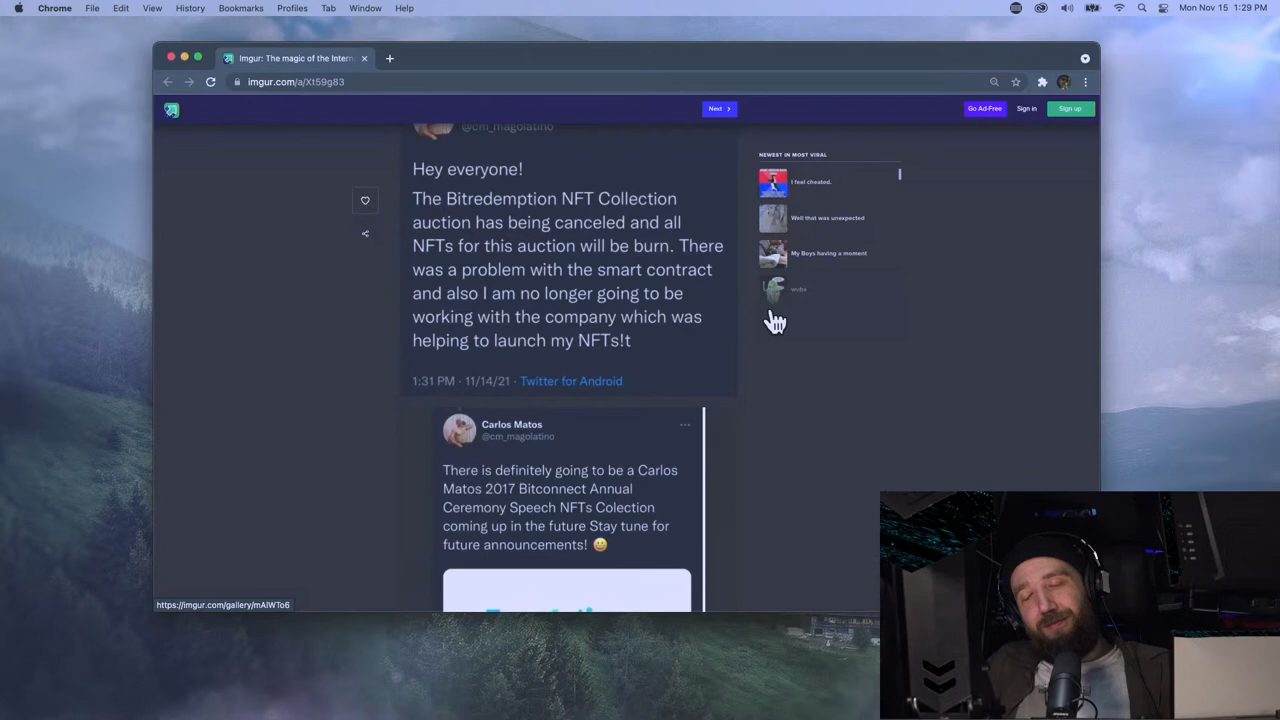 Chrome File Edit View History Bookmarks Profiles Tab Window Help Mon Nov 15 1:29 PM
Imgur: The magic of the Intern
imgur.com/a/Xt59g83
Next
Go Ad-Free Sign in Sign up
@cm_magolatino
Hey everyone!
The Bitredemption NFT Collection
auction has being canceled and all
NFTs for this auction will be burn. There
was a problem with the smart contract
and also I am no longer going to be
working with the company which was
helping to launch my NFTs!t
1:31 PM · 11/14/21 · Twitter for Android
Carlos Matos
@cm_magolatino
There is definitely going to be a Carlos
Matos 2017 Bitconnect Annual
Ceremony Speech NFTs Colection
coming up in the future Stay tune for
future announcements! 😀
NEWEST IN MOST VIRAL
I feel cheated.
Well that was unexpected
My Boys having a moment
https://imgur.com/gallery/mAlWTo6